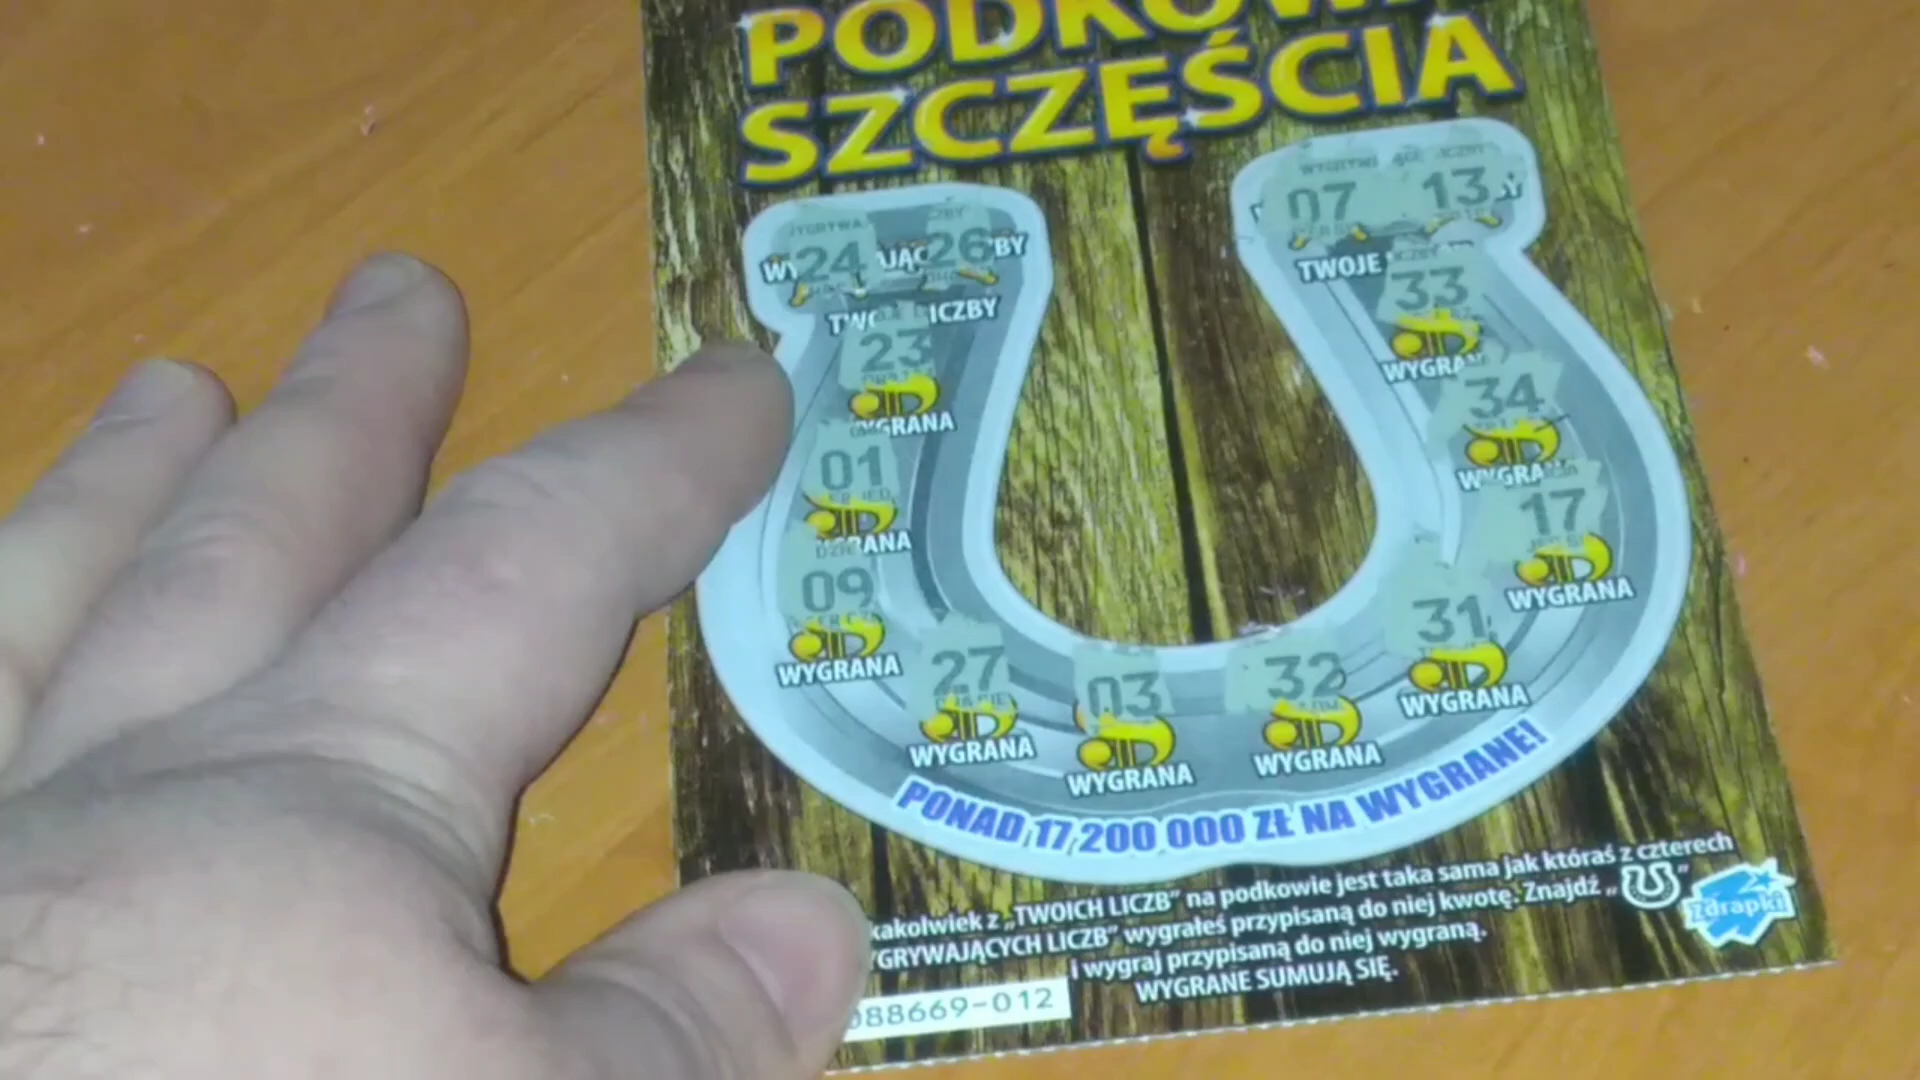 PODKOW
SZCZĘŚCIA
24 26
TWO ICZBY
23
WYGRANA
01
WYGRANA
09
WYGRANA
27
WYGRANA
03
WYGRANA
32
WYGRANA
31
WYGRANA
07 13
TWOJE
33
WYGRAN
34
WYGRA
17
WYGRANA
PONAD 17 200 000 ZŁ NA WYGRANE!
kakolwiek z „TWOICH LICZB" na podkowie jest taka sama jak któraś z czterech
YGRYWAJĄCYCH LICZB" wygrałeś przypisaną do niej kwotę. Znajdź „ "
i wygraj przypisaną do niej wygraną.
WYGRANE SUMUJĄ SIĘ.
Zdrapki
088669-012